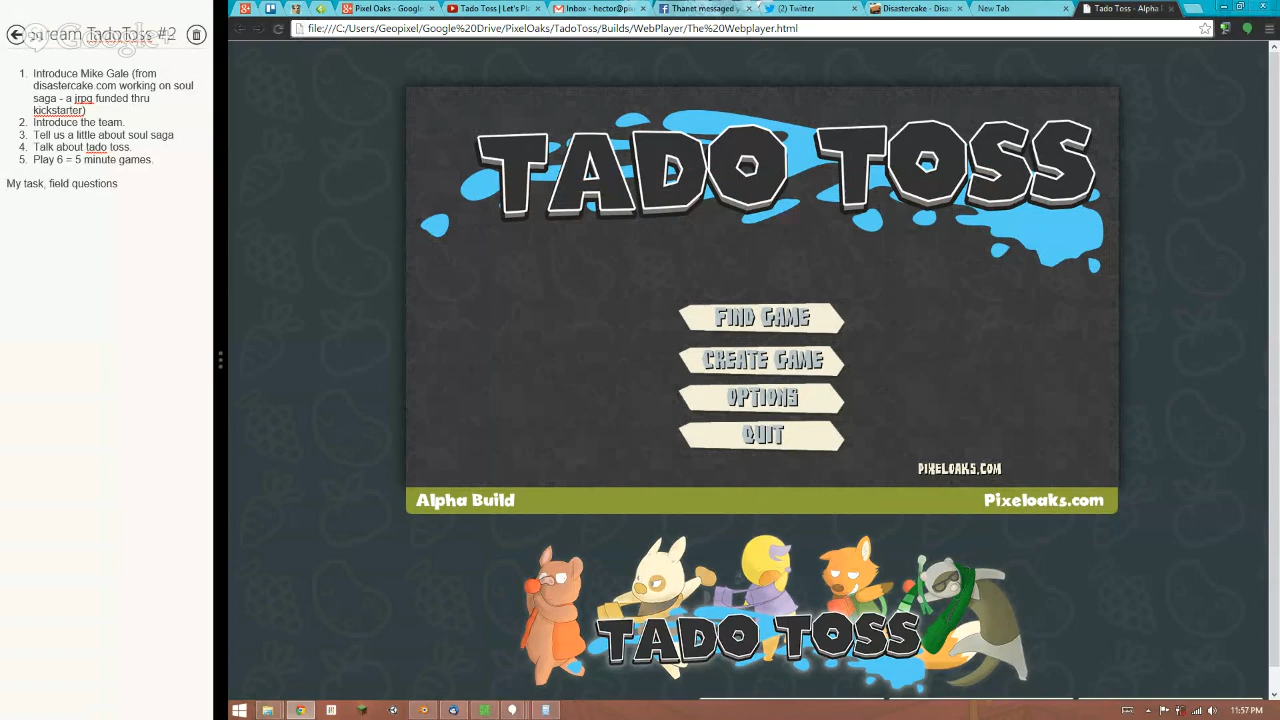 Stream TadoToss #2
1. Introduce Mike Gale (from
disastercake.com working on soul
saga - a jrpg funded thru
kickstarter)
2. Introduce the team.
3. Tell us a little about soul saga
4. Talk about tado toss.
5. Play 6 = 5 minute games.
My task, field questions
Pixel Oaks - Google
Tado Toss | Let's Pl
Inbox - hector@pix
Thanet messaged y
(2) Twitter
Disastercake - Disas
New Tab
Tado Toss - Alpha B
file:///C:/Users/Geopixel/Google%20Drive/PixelOaks/TadoToss/Builds/WebPlayer/The%20Webplayer.html
TADO TOSS
FIND GAME
CREATE GAME
OPTIONS
QUIT
PIXELOAKS.COM
Alpha Build
Pixeloaks.com
TADO TOSS
11:57 PM